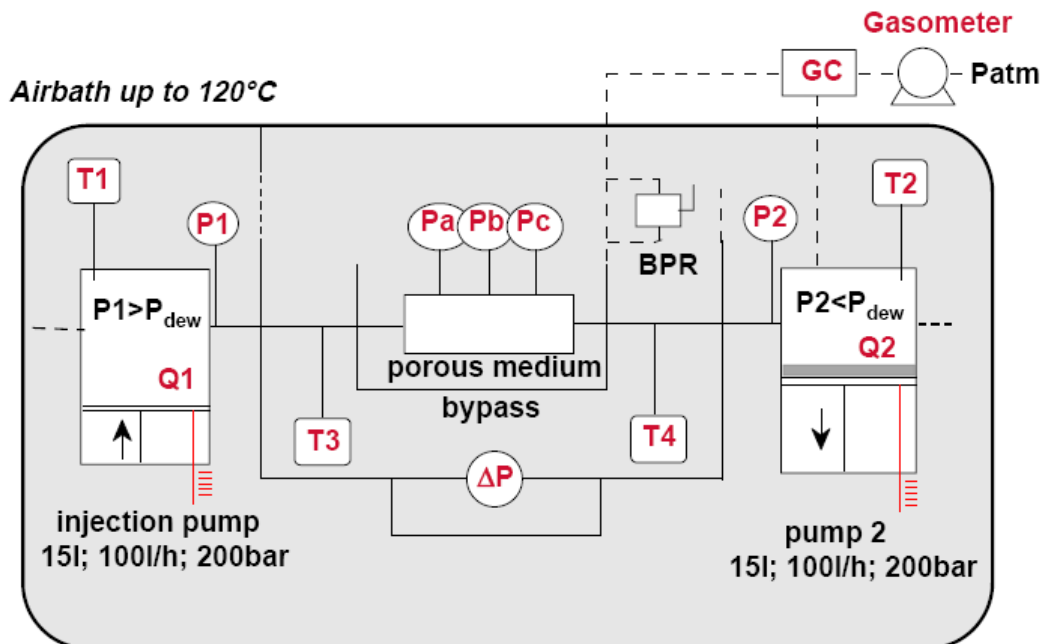 Gasometer
GC
Patm
Airbath up to 120°C
T1
T2
P1
Pa
Pb
Pc
P2
BPR
P1>Pdew
P2<Pdew
Q1
Q2
porous medium
bypass
T3
T4
ΔP
injection pump
15l; 100l/h; 200bar
pump 2
15l; 100l/h; 200bar